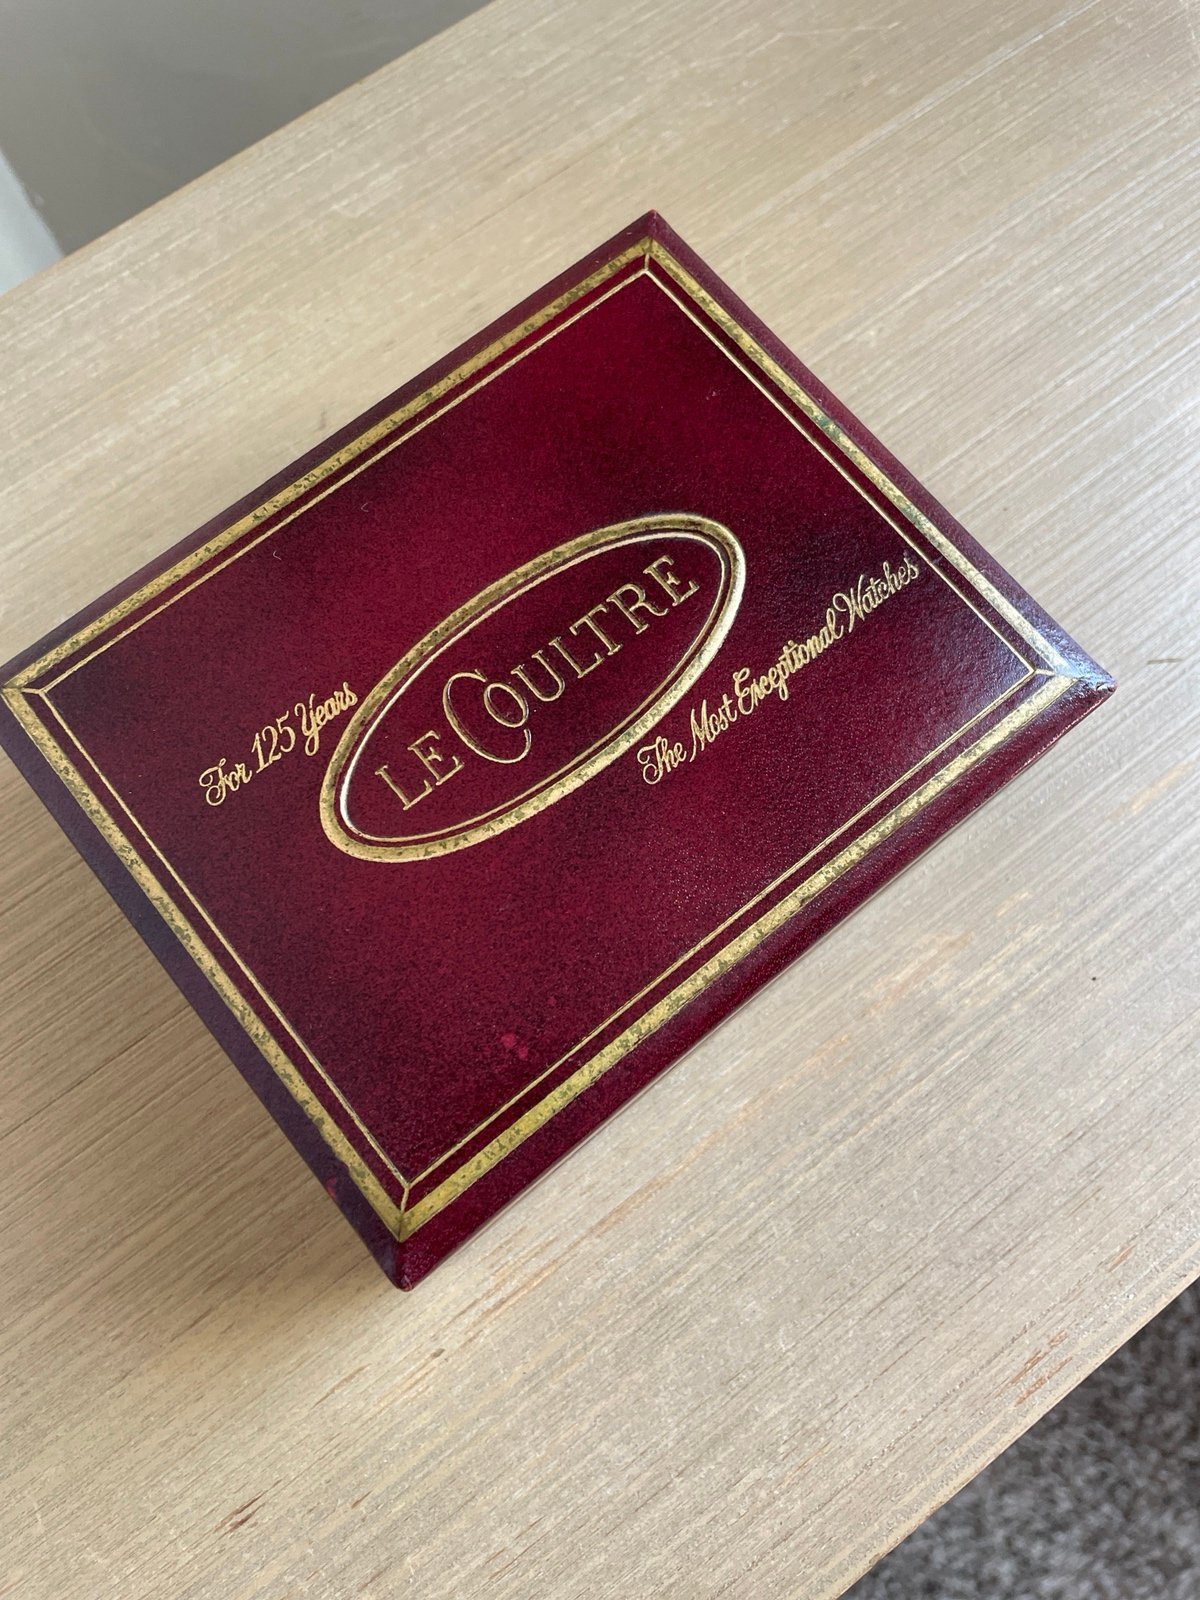 For 125 Years
LECOULTRE
The Most Exceptional Watches